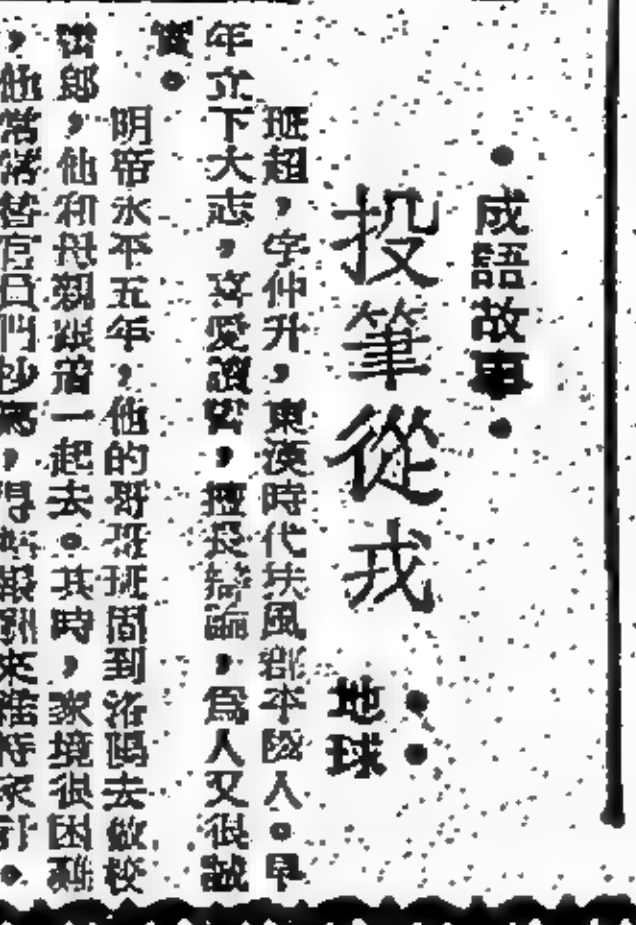 •成語故事•
投筆從戎
•• 地球
班超,字仲升,東漢時代扶風郡平陵人。早
年立下大志,喜愛讀書,擅長辯論,爲人又很誠
實。
明帝永平五年,他的哥哥班固到洛陽去做校
書郎,他和母親跟着一起去。其時,家境很困難
,他常常替官員們抄寫,得些報酬來維持家計。